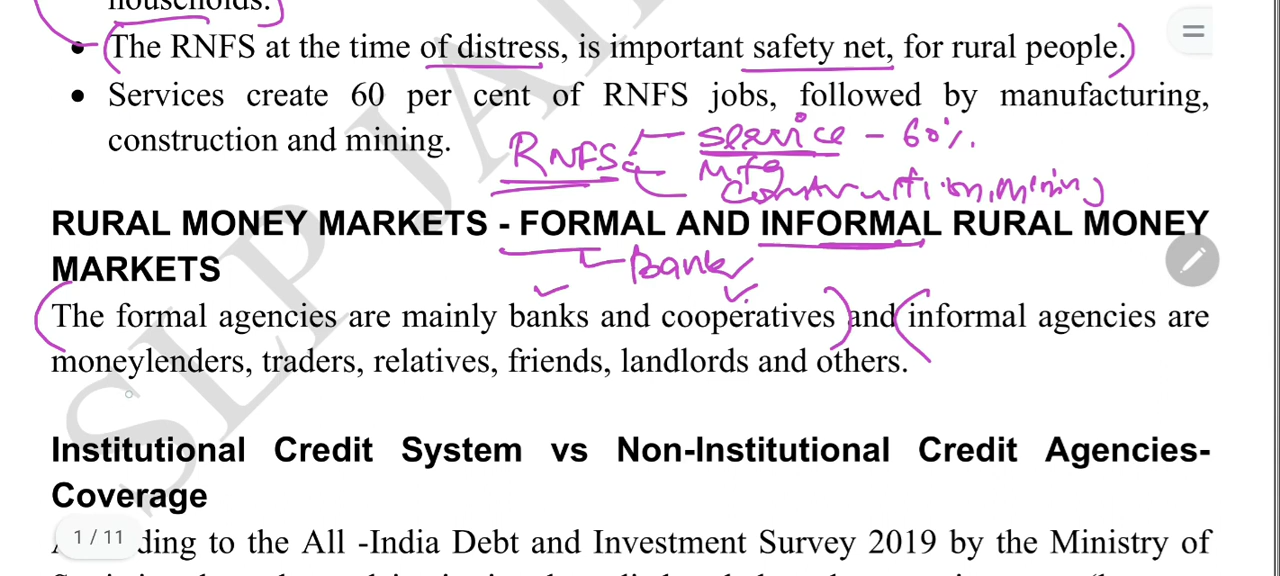 households.
• The RNFS at the time of distress, is important safety net, for rural people.
• Services create 60 per cent of RNFS jobs, followed by manufacturing,
construction and mining.
RNFS
service - 60%.
Mfg
construction, mining
RURAL MONEY MARKETS - FORMAL AND INFORMAL RURAL MONEY
MARKETS
Bank
The formal agencies are mainly banks and cooperatives and informal agencies are
moneylenders, traders, relatives, friends, landlords and others.
Institutional Credit System vs Non-Institutional Credit Agencies-
Coverage
1 / 11 ding to the All -India Debt and Investment Survey 2019 by the Ministry of